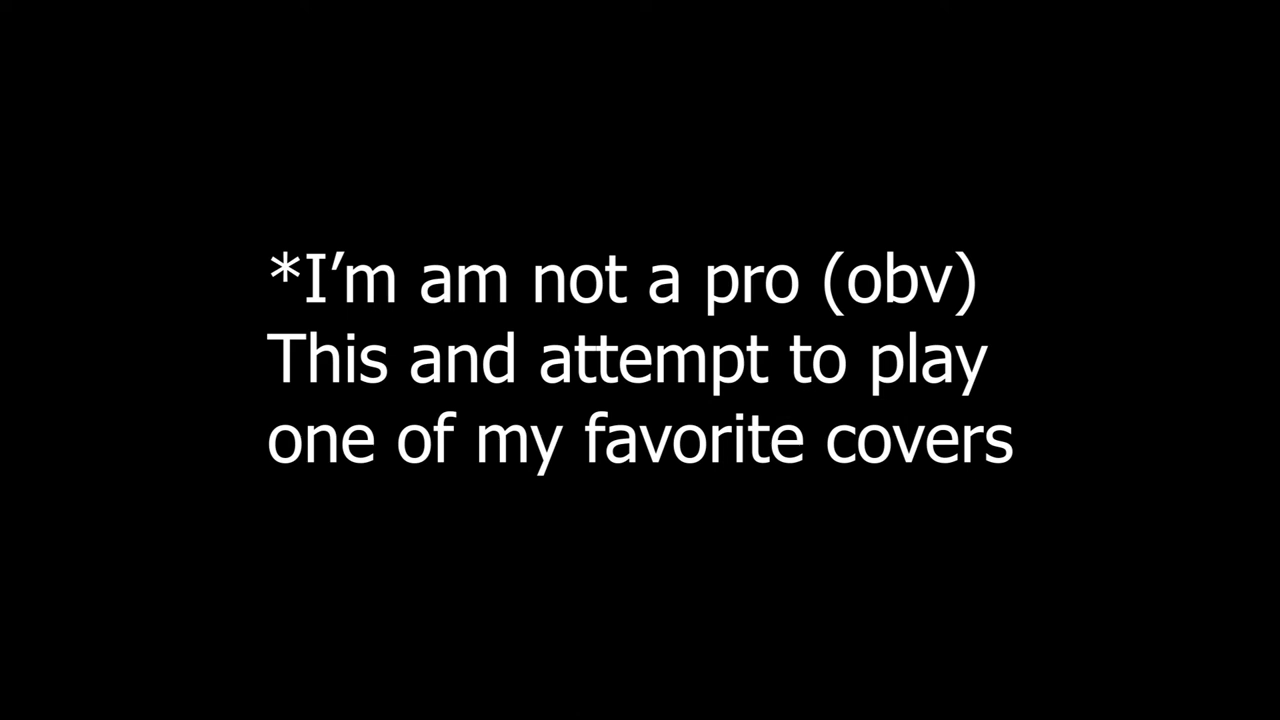 *I’m am not a pro (obv)
This and attempt to play
one of my favorite covers